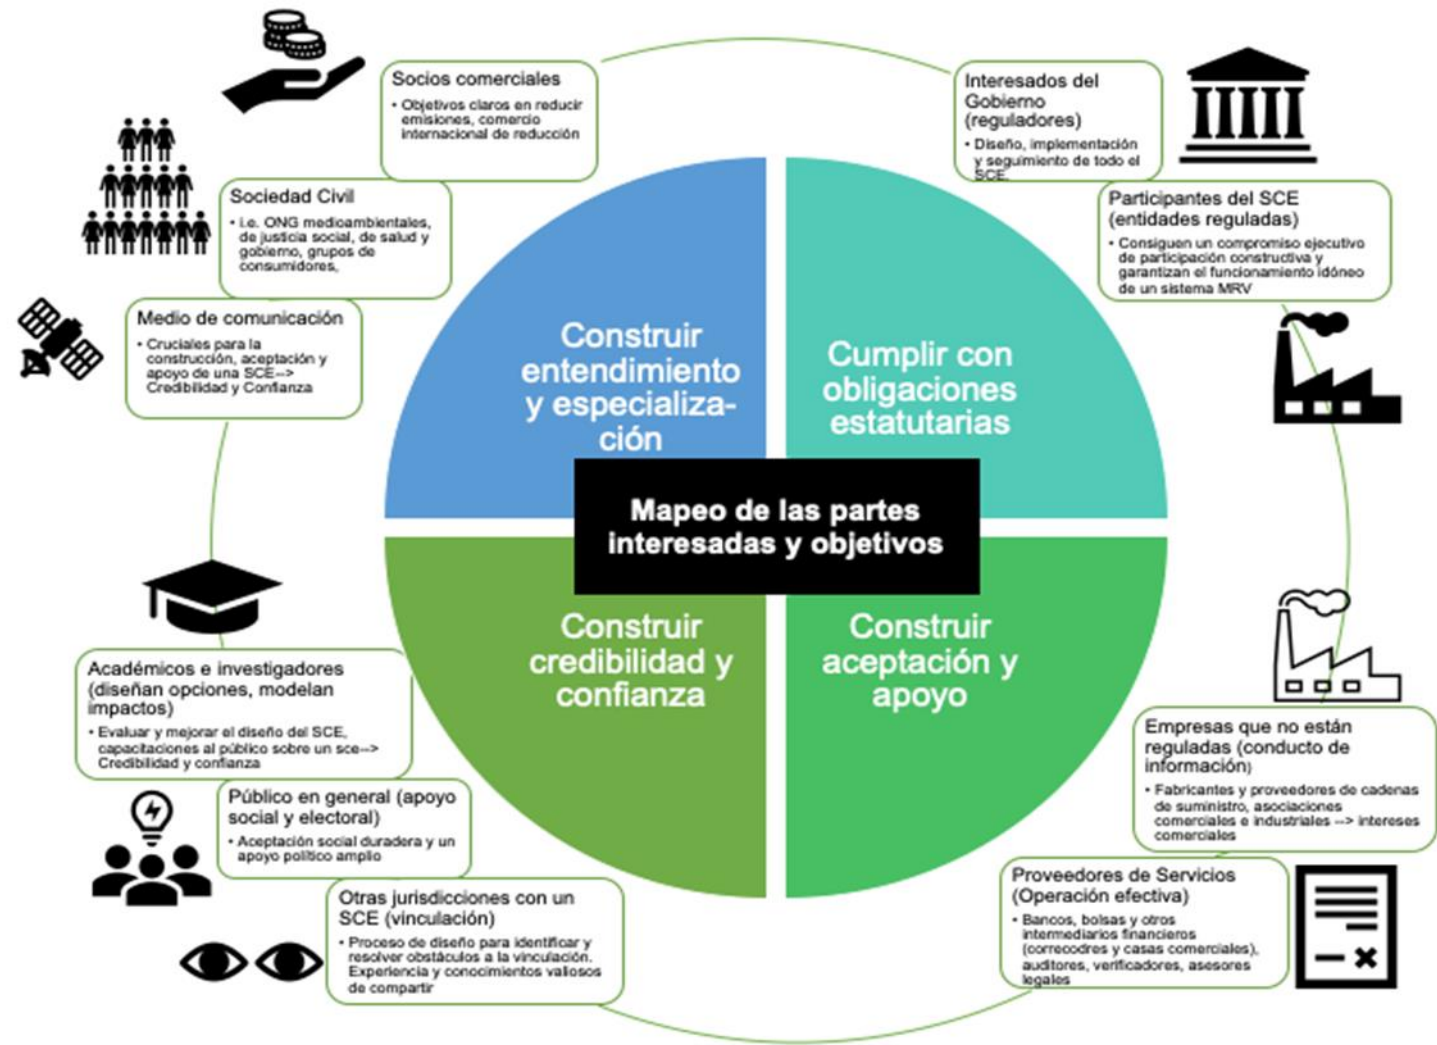 Socios comerciales
• Objetivos claros en reducir
emisiones, comercio
internacional de reducción
Sociedad Civil
• i.e. ONG medioambientales,
de justicia social, de salud y
gobierno, grupos de
consumidores,
Medio de comunicación
• Cruciales para la
construcción, aceptación y
apoyo de una SCE-->
Credibilidad y Confianza
Interesados del
Gobierno
(reguladores)
• Diseño, implementación
y seguimiento de todo el
SCE.
Participantes del SCE
(entidades reguladas)
• Consiguen un compromiso ejecutivo
de participación constructiva y
garantizan el funcionamiento idóneo
de un sistema MRV
Construir
entendimiento
y especializa-
ción
Cumplir con
obligaciones
estatutarias
Mapeo de las partes
interesadas y objetivos
Construir
credibilidad y
confianza
Construir
aceptación y
apoyo
Académicos e investigadores
(diseñan opciones, modelan
impactos)
• Evaluar y mejorar el diseño del SCE,
capacitaciones al público sobre un sce-->
Credibilidad y confianza
Público en general (apoyo
social y electoral)
• Aceptación social duradera y un
apoyo político amplio
Otras jurisdicciones con un
SCE (vinculación)
• Proceso de diseño para identificar y
resolver obstáculos a la vinculación.
Experiencia y conocimientos valiosos
de compartir
Empresas que no están
reguladas (conducto de
información)
• Fabricantes y proveedores de cadenas
de suministro, asociaciones
comerciales e industriales --> intereses
comerciales
Proveedores de Servicios
(Operación efectiva)
• Bancos, bolsas y otros
intermediarios financieros
(correcodres y casas comerciales),
auditores, verificadores, asesores
legales